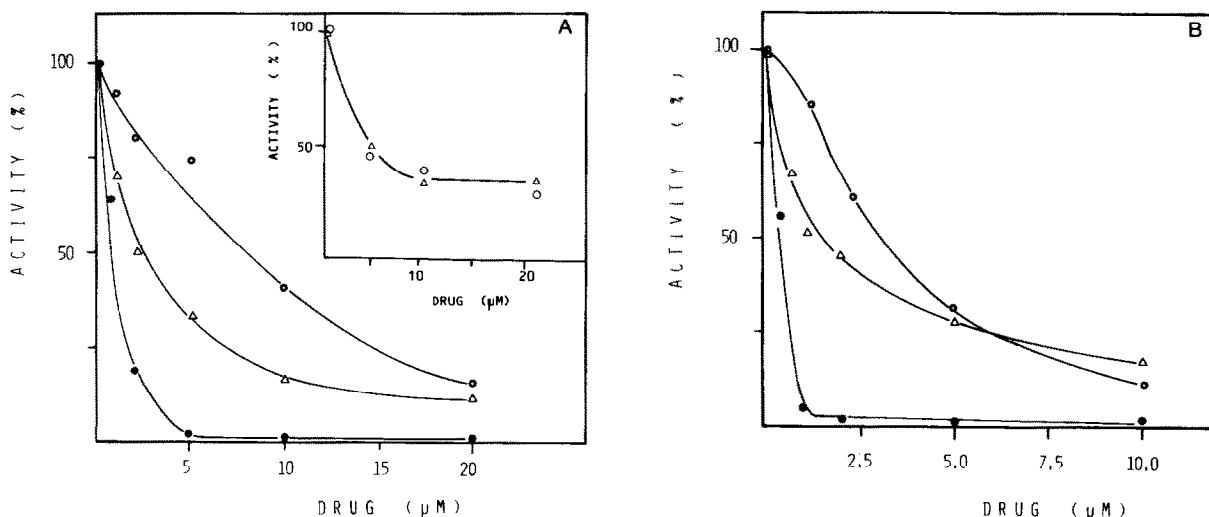 A
ACTIVITY (%)
100
50
5
10
15
20
DRUG (µM)
ACTIVITY (%)
100
50
10
20
DRUG (µM)
B
ACTIVITY (%)
100
50
2.5
5.0
7.5
10.0
DRUG (µM)